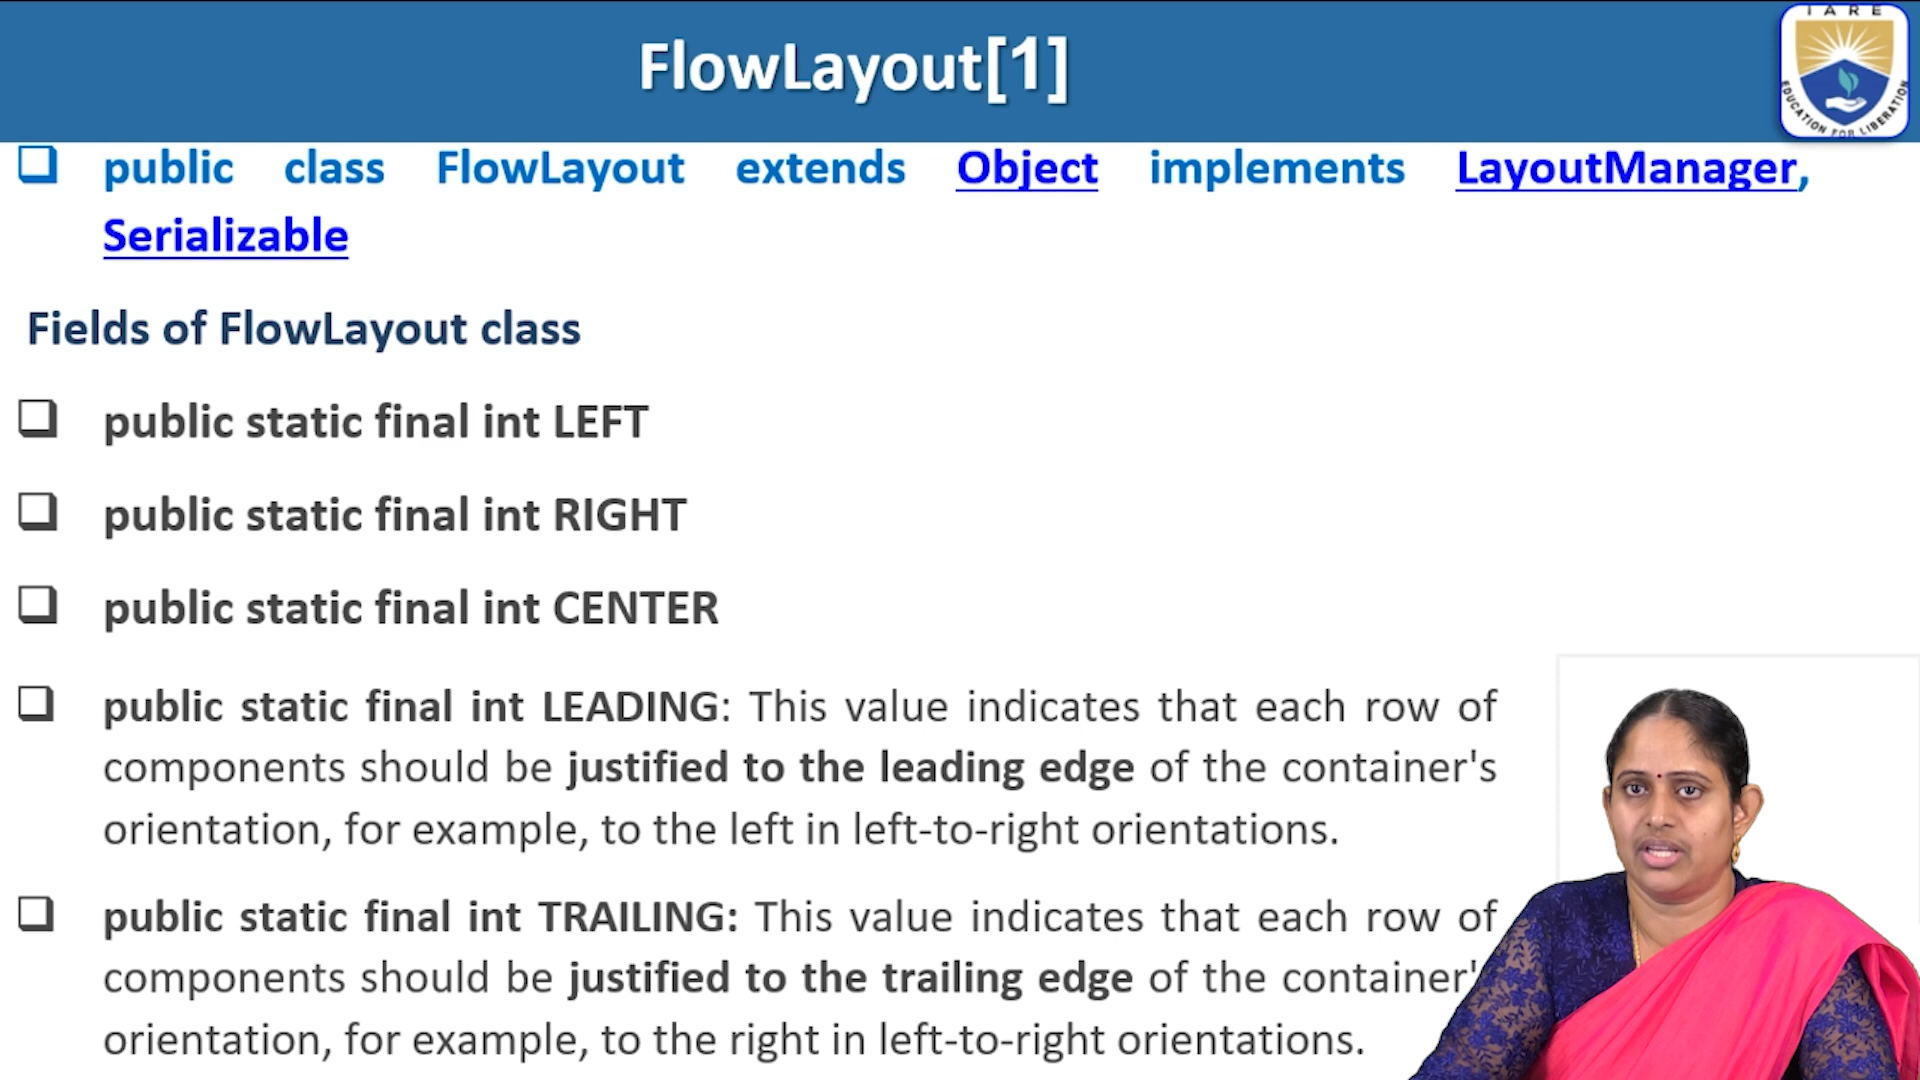 FlowLayout[1]
IARE
EDUCATION FOR LIBERATION
public class FlowLayout extends Object implements LayoutManager,
Serializable
Fields of FlowLayout class
public static final int LEFT
public static final int RIGHT
public static final int CENTER
public static final int LEADING: This value indicates that each row of
components should be justified to the leading edge of the container's
orientation, for example, to the left in left-to-right orientations.
public static final int TRAILING: This value indicates that each row of
components should be justified to the trailing edge of the container'
orientation, for example, to the right in left-to-right orientations.